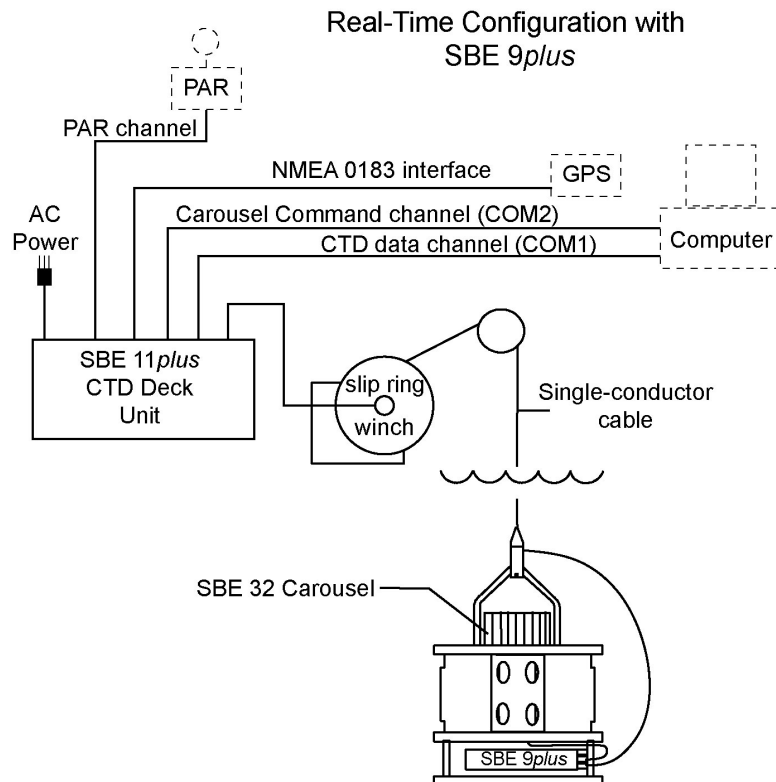 Real-Time Configuration with
SBE 9plus
PAR
PAR channel
NMEA 0183 interface
GPS
AC
Power
Carousel Command channel (COM2)
CTD data channel (COM1)
Computer
SBE 11plus
CTD Deck
Unit
slip ring
winch
Single-conductor
cable
SBE 32 Carousel
SBE 9plus